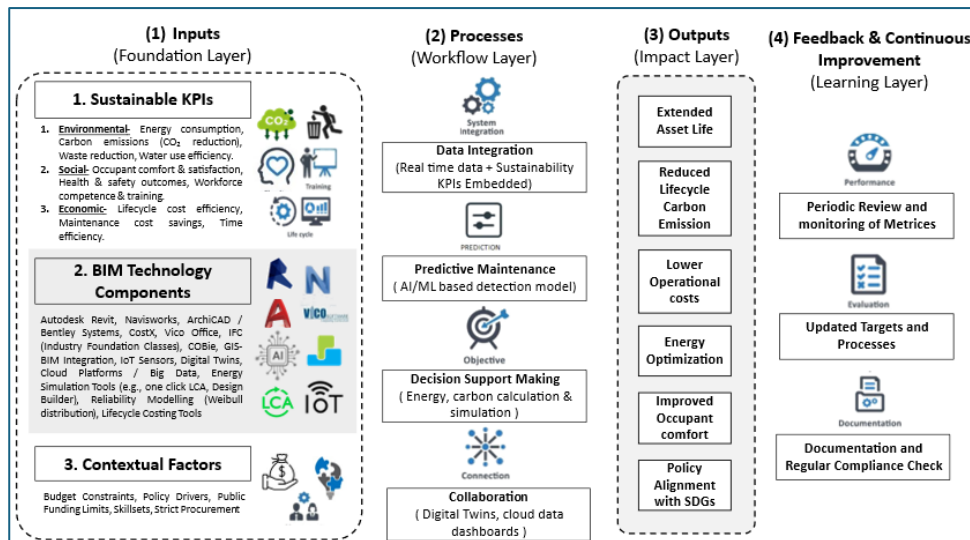 (1) Inputs
(Foundation Layer)
1. Sustainable KPIs
1. Environmental- Energy consumption,
Carbon emissions (CO₂ reduction),
Waste reduction, Water use efficiency.
2. Social- Occupant comfort & satisfaction,
Health & safety outcomes, Workforce
competence & training.
3. Economic- Lifecycle cost efficiency,
Maintenance cost savings, Time
efficiency.
CO₂
Training
Life cycle
2. BIM Technology
Components
Autodesk Revit, Navisworks, ArchiCAD /
Bentley Systems, CostX, Vico Office, IFC
(Industry Foundation Classes), COBie, GIS-
BIM Integration, IoT Sensors, Digital Twins,
Cloud Platforms / Big Data, Energy
Simulation Tools (e.g., one click LCA, Design
Builder), Reliability Modelling (Weibull
distribution), Lifecycle Costing Tools
R
N
A
VICO
AI
LCA
IOT
3. Contextual Factors
Budget Constraints, Policy Drivers, Public
Funding Limits, Skillsets, Strict Procurement
$
(2) Processes
(Workflow Layer)
System
Integration
Data Integration
(Real time data + Sustainability
KPIs Embedded)
PREDICTION
Predictive Maintenance
( AI/ML based detection model)
Objective
Decision Support Making
( Energy, carbon calculation &
simulation )
Connection
Collaboration
( Digital Twins, cloud data
dashboards )
(3) Outputs
(Impact Layer)
Extended
Asset Life
Reduced
Lifecycle
Carbon
Emission
Lower
Operational
costs
Energy
Optimization
Improved
Occupant
comfort
Policy
Alignment
with SDGs
(4) Feedback & Continuous
Improvement
(Learning Layer)
Performance
Periodic Review and
monitoring of Metrices
Evaluation
Updated Targets and
Processes
Documentation
Documentation and
Regular Compliance Check